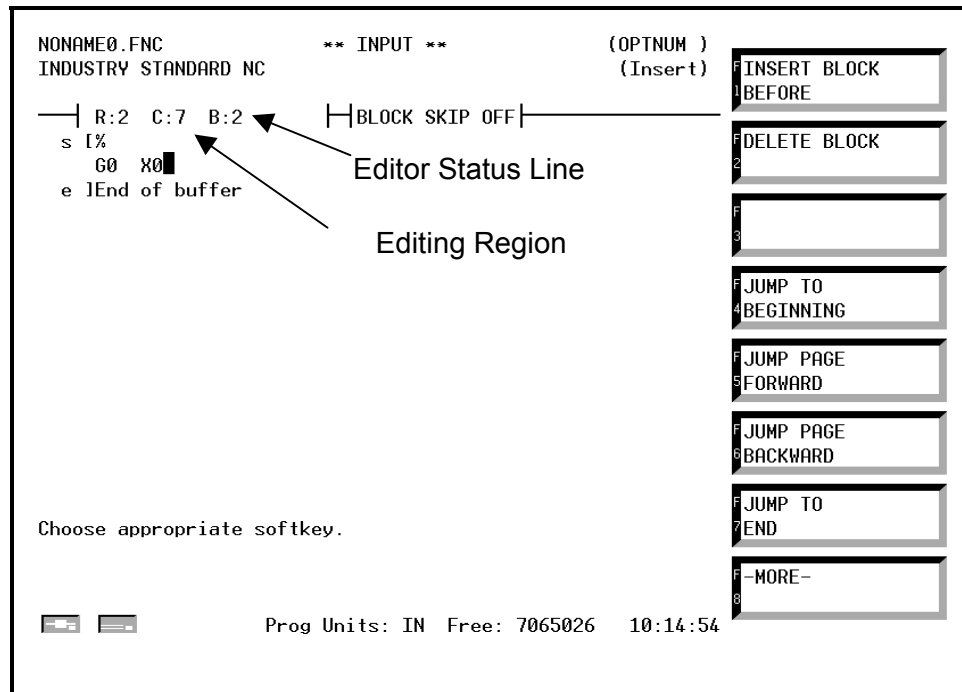 NONAME0.FNC ** INPUT ** (OPTNUM )
INDUSTRY STANDARD NC (Insert)
R:2 C:7 B:2 BLOCK SKIP OFF
s [%
G0 X0
e ]End of buffer
Editor Status Line
Editing Region
Choose appropriate softkey.
Prog Units: IN Free: 7065026 10:14:54
F1 INSERT BLOCK
BEFORE
F2 DELETE BLOCK
F3
F4 JUMP TO
BEGINNING
F5 JUMP PAGE
FORWARD
F6 JUMP PAGE
BACKWARD
F7 JUMP TO
END
F8 -MORE-